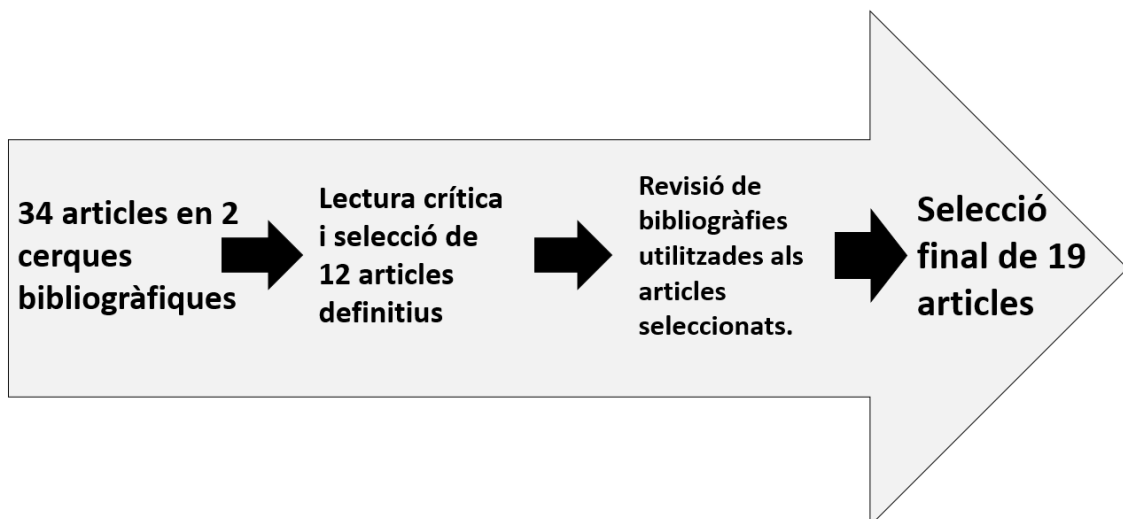 34 articles en 2
cerques
bibliogràfiques
Lectura crítica
i selecció de
12 articles
definitius
Revisió de
bibliogràfies
utilitzades als
articles
seleccionats.
Selecció
final de 19
articles